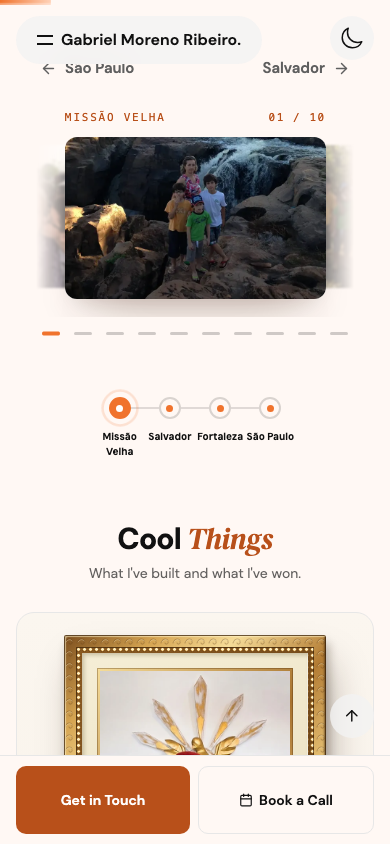 Gabriel Moreno Ribeiro.
São Paulo
Salvador
MISSÃO VELHA
01 / 10
Missão
Velha
Salvador
Fortaleza
São Paulo
Cool Things
What I've built and what I've won.
Get in Touch
Book a Call